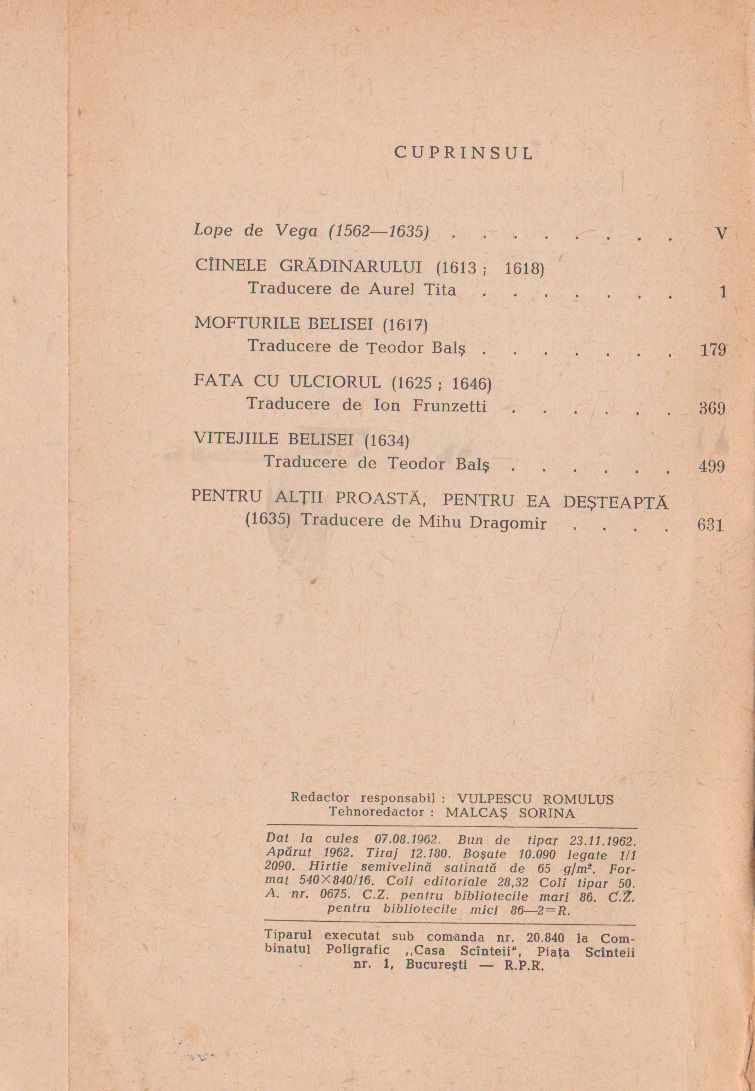 CUPRINSUL
Lope de Vega (1562—1635) . . . . . . . . V
CÎINELE GRĂDINARULUI (1613 ; 1618)
Traducere de Aurel Tita . . . . . . . 1
MOFTURILE BELISEI (1617)
Traducere de Teodor Balș . . . . . . . 179
FATA CU ULCIORUL (1625 ; 1646)
Traducere de Ion Frunzetti . . . . . . 369
VITEJIILE BELISEI (1634)
Traducere de Teodor Balș . . . . . . 499
PENTRU ALȚII PROASTĂ, PENTRU EA DEȘTEAPTĂ
(1635) Traducere de Mihu Dragomir . . . . 631
Redactor responsabil : VULPESCU ROMULUS
Tehnoredactor : MALCAȘ SORINA
Dat la cules 07.08.1962. Bun de tipar 23.11.1962.
Apărut 1962. Tiraj 12.180. Boșate 10.090 legate 1/1
2090. Hîrtie semivelină satinată de 65 g/m². For-
mat 540×840/16. Coli editoriale 28,32 Coli tipar 50.
A. nr. 0675. C.Z. pentru bibliotecile mari 86. C.Z.
pentru bibliotecile mici 86—2=R.
Tiparul executat sub comanda nr. 20.840 la Com-
binatul Poligrafic ,,Casa Scînteii", Piața Scînteii
nr. 1, București — R.P.R.